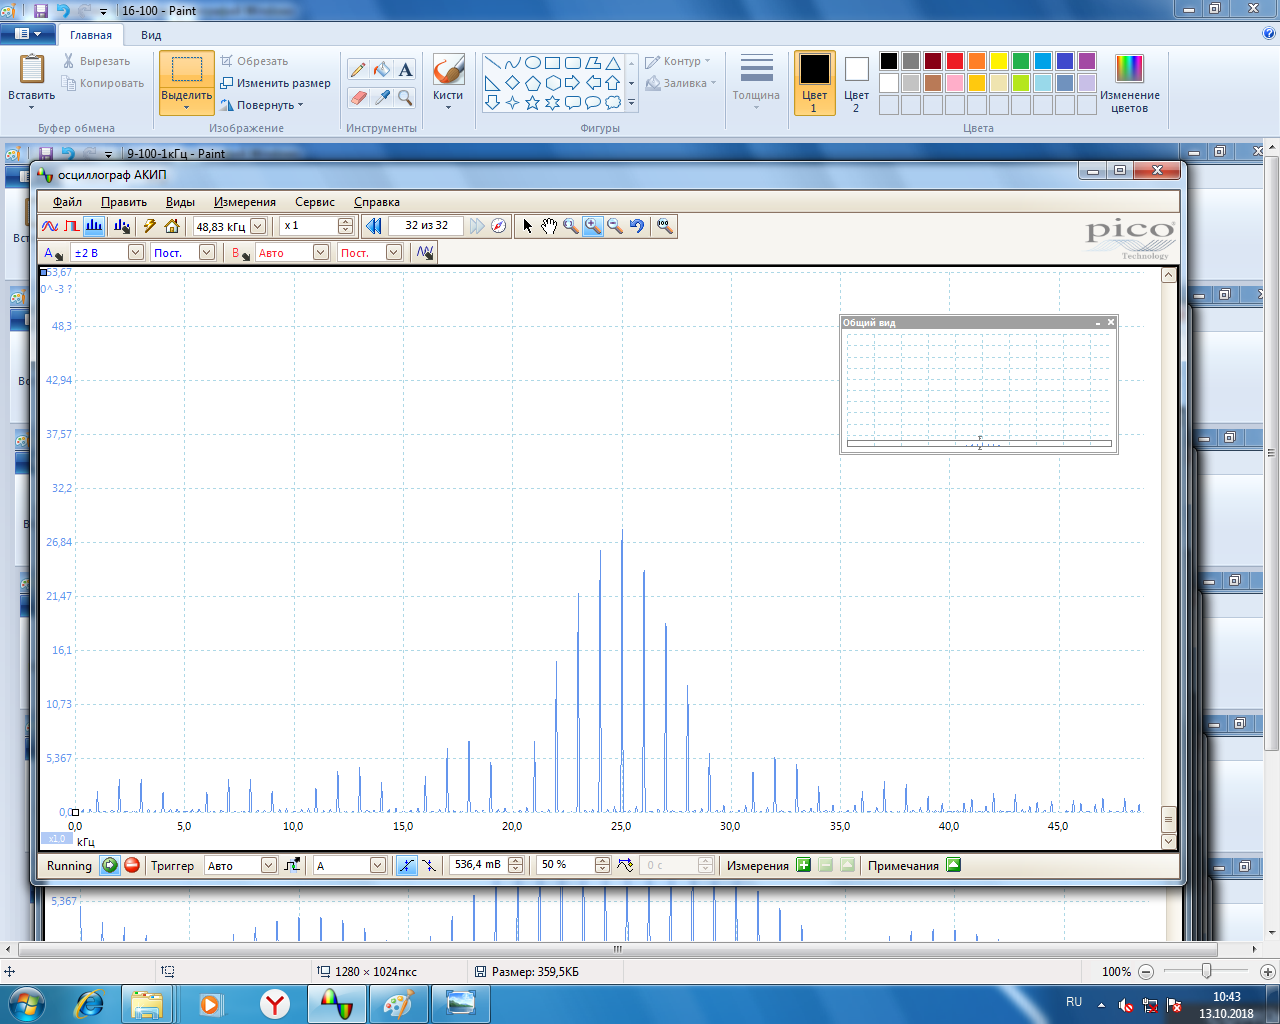 16-100 - Paint
Главная Вид
Вставить
Вырезать
Копировать
Буфер обмена
Выделить
Обрезать
Изменить размер
Повернуть
Изображение
A
Инструменты
Кисти
Контур
Заливка
Фигуры
Толщина
Цвет 1
Цвет 2
Изменение цветов
Цвета
9-100-1кГц - Paint
осциллограф АКИП
Файл Править Виды Измерения Сервис Справка
48,83 кГц x 1 32 из 32
pico
Technology
A ±2 В Пост. B Авто Пост.
53,67
48,3
42,94
37,57
32,2
26,84
21,47
16,1
10,73
5,367
0,0
Общий вид
0,0 5,0 10,0 15,0 20,0 25,0 30,0 35,0 40,0 45,0
x1,0 кГц
Running Триггер Авто A 536,4 mВ 50 % 0 с Измерения Примечания
5,367
1280 × 1024пкс Размер: 359,5КБ 100%
RU 10:43
13.10.2018